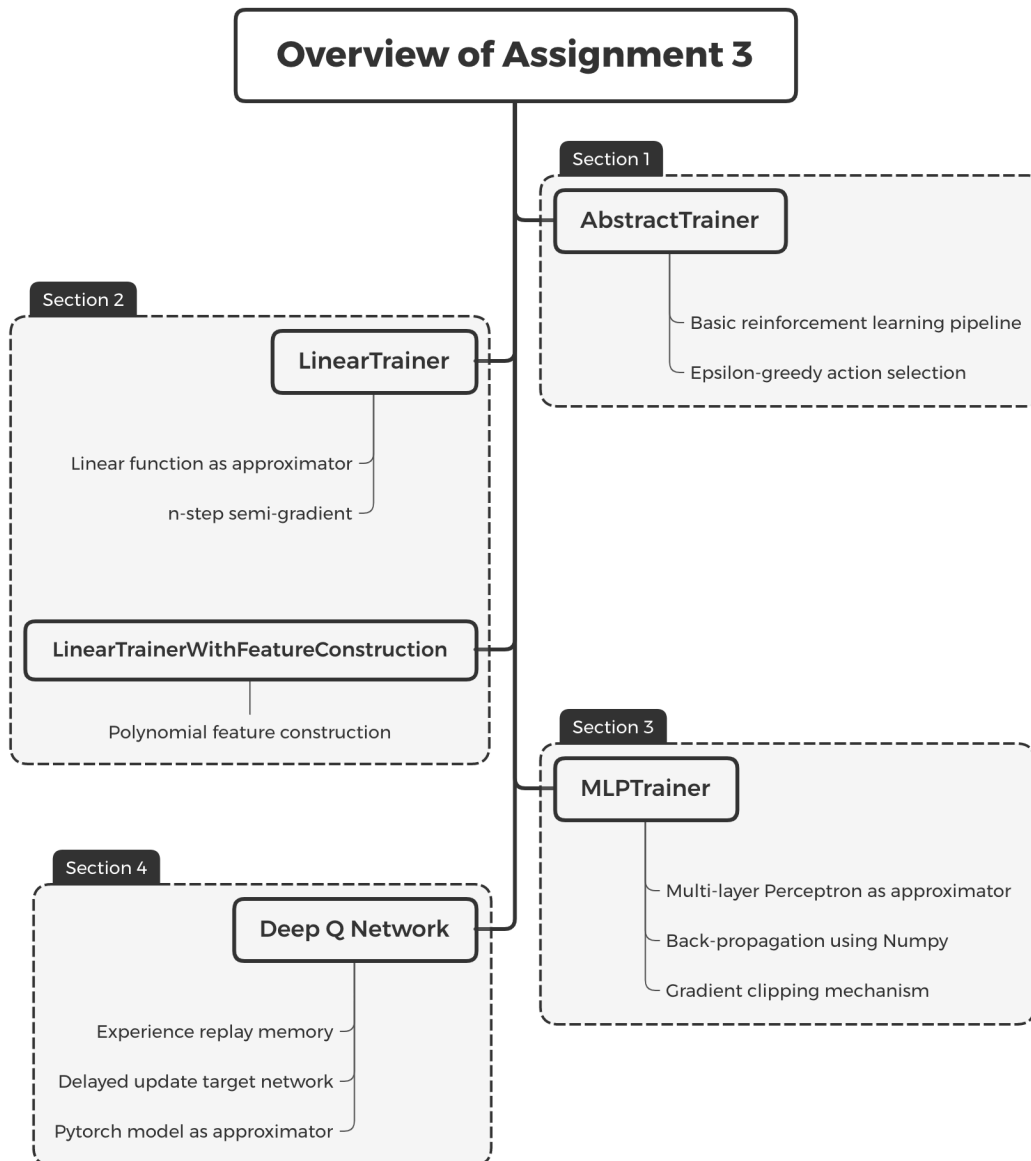 Overview of Assignment 3
Section 1
AbstractTrainer
Basic reinforcement learning pipeline
Epsilon-greedy action selection
Section 2
LinearTrainer
Linear function as approximator
n-step semi-gradient
LinearTrainerWithFeatureConstruction
Polynomial feature construction
Section 3
MLPTrainer
Multi-layer Perceptron as approximator
Back-propagation using Numpy
Gradient clipping mechanism
Section 4
Deep Q Network
Experience replay memory
Delayed update target network
Pytorch model as approximator